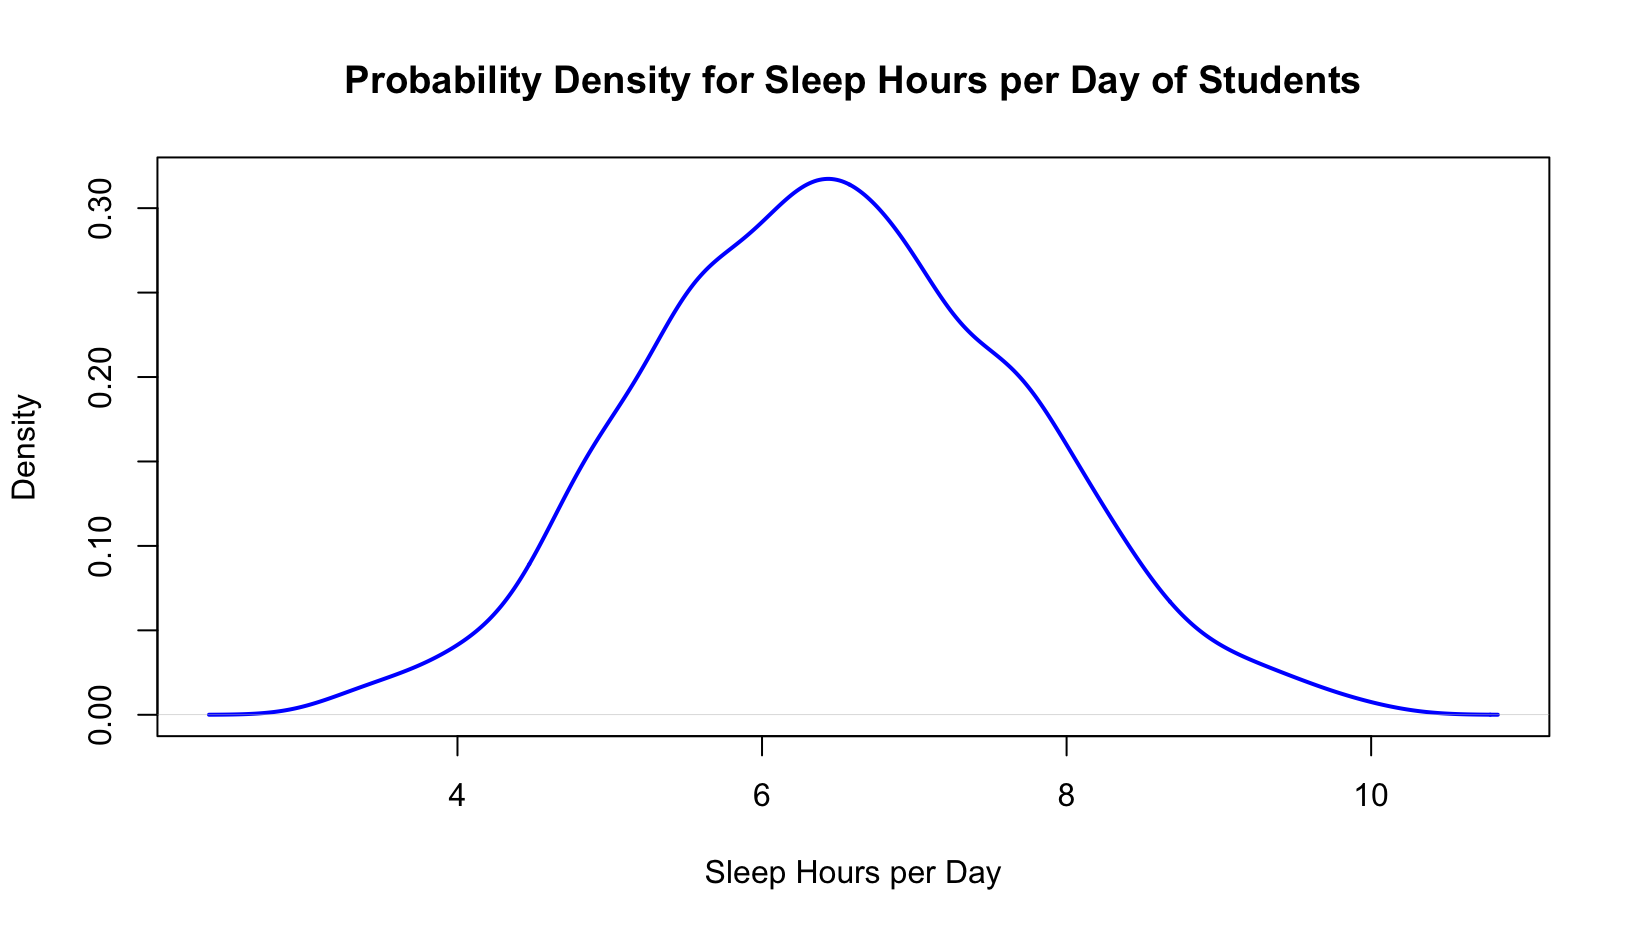 Probability Density for Sleep Hours per Day of Students
0.30
0.20
0.10
0.00
Density
4 6 8 10
Sleep Hours per Day